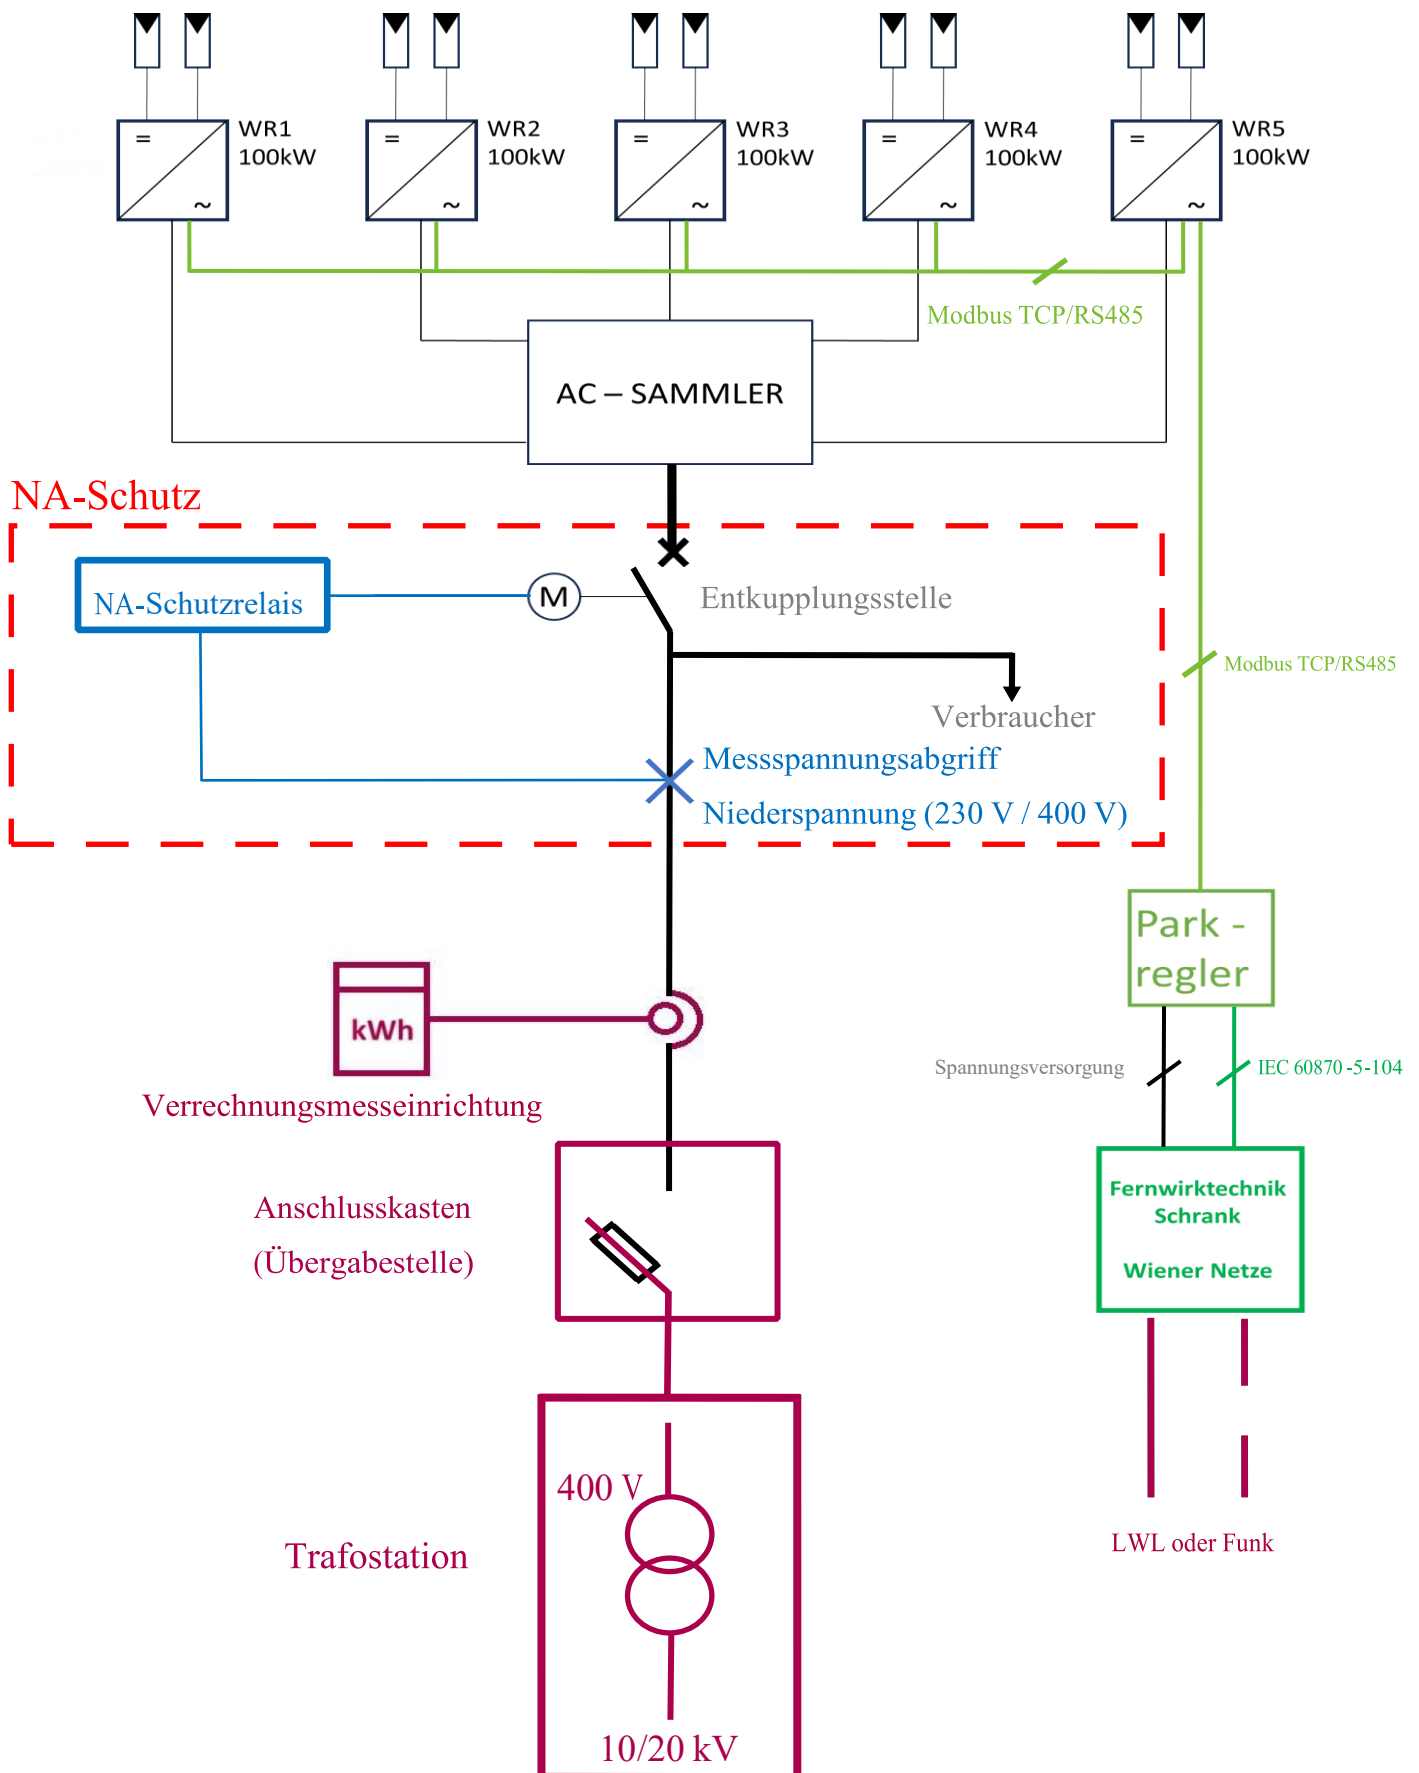 WR1
100kW
WR2
100kW
WR3
100kW
WR4
100kW
WR5
100kW
=
~
=
~
=
~
=
~
=
~
Modbus TCP/RS485
AC – SAMMLER
NA-Schutz
NA-Schutzrelais
M
Entkupplungsstelle
Modbus TCP/RS485
Verbraucher
Messspannungsabgriff
Niederspannung (230 V / 400 V)
Park -
regler
kWh
Verrechnungsmesseinrichtung
Spannungsversorgung
IEC 60870-5-104
Anschlusskasten
(Übergabestelle)
Fernwirktechnik
Schrank
Wiener Netze
400 V
Trafostation
LWL oder Funk
10/20 kV